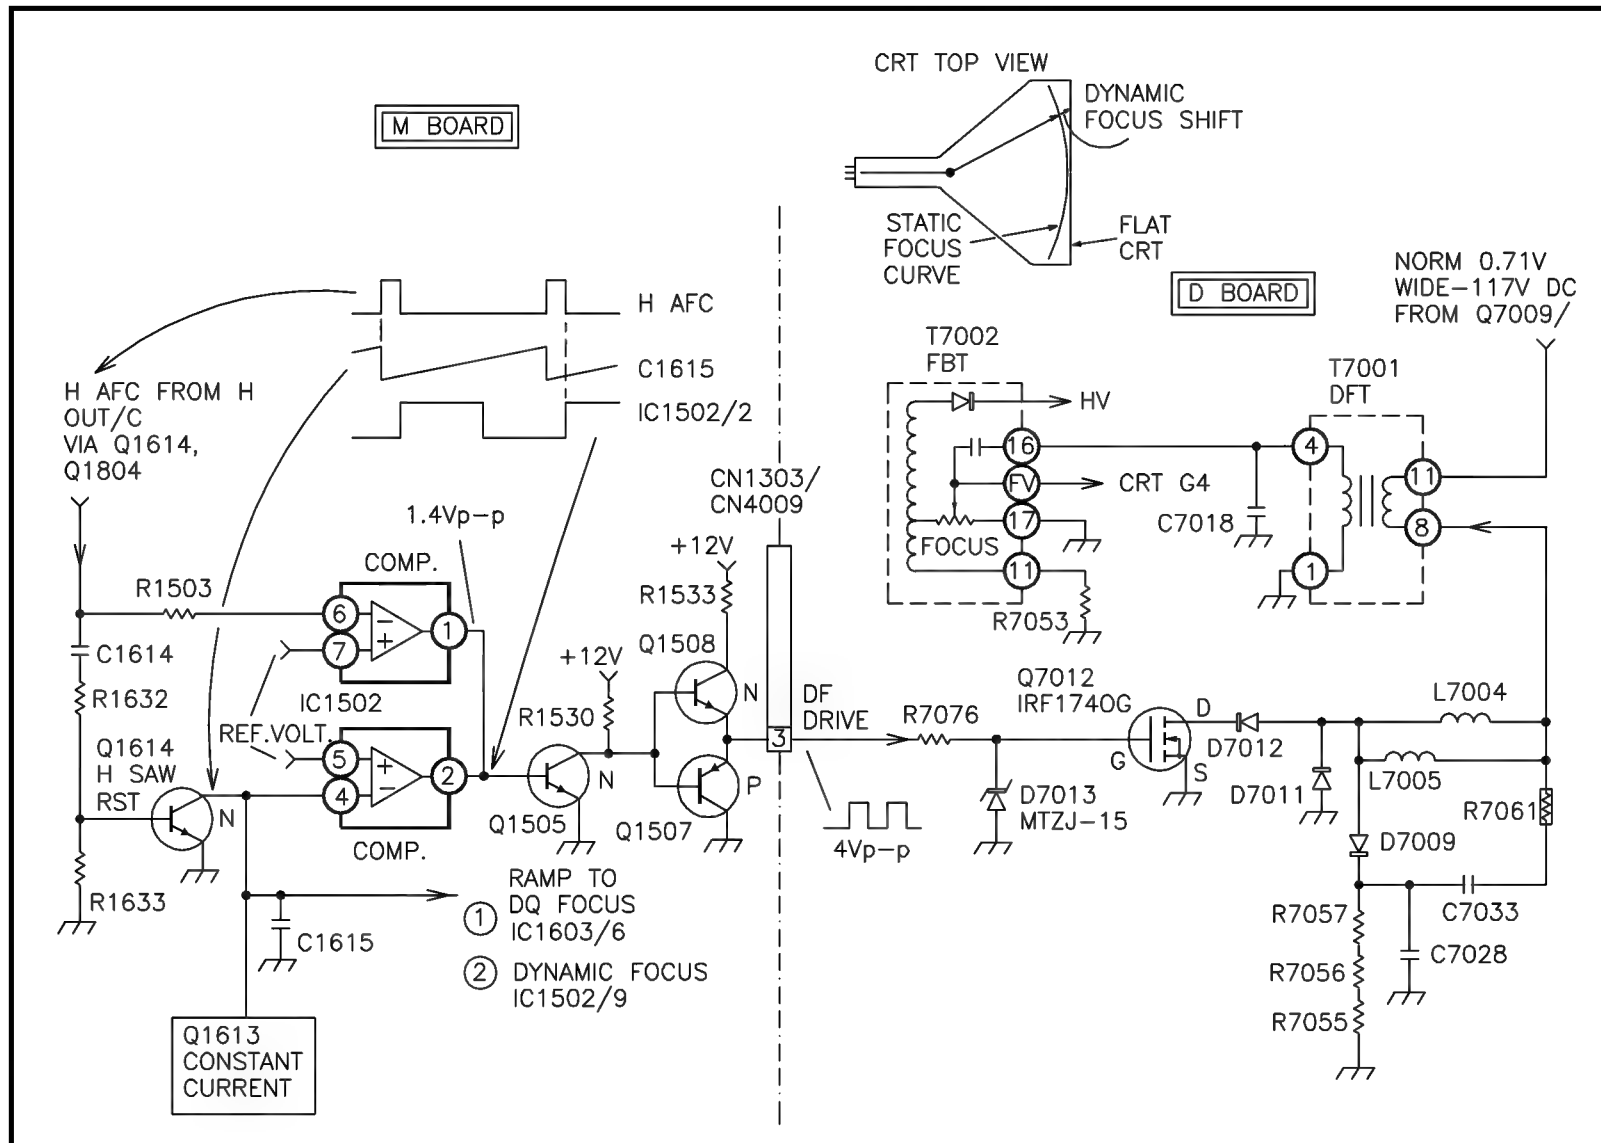 CRT TOP VIEW
M BOARD
DYNAMIC
FOCUS SHIFT
STATIC
FOCUS
CURVE
FLAT
CRT
D BOARD
NORM 0.71V
WIDE-117V DC
FROM Q7009/
H AFC
C1615
IC1502/2
H AFC FROM H
OUT/C
VIA Q1614,
Q1804
1.4Vp-p
CN1303/
CN4009
T7002
FBT
HV
16
FV
CRT G4
17
FOCUS
11
R7053
C7018
T7001
DFT
4
11
8
1
COMP.
R1503
6
7
1
C1614
R1632
IC1502
REF.VOLT.
5
4
2
COMP.
Q1614
H SAW
RST
N
R1633
C1615
+12V
R1533
Q1508
N
+12V
R1530
N
Q1505
P
Q1507
3
DF
DRIVE
4Vp-p
R7076
D7013
MTZJ-15
Q7012
IRF1740G
D
G
S
D7012
D7011
L7004
L7005
R7061
D7009
C7033
R7057
R7056
R7055
C7028
1
RAMP TO
DQ FOCUS
IC1603/6
2
DYNAMIC FOCUS
IC1502/9
Q1613
CONSTANT
CURRENT